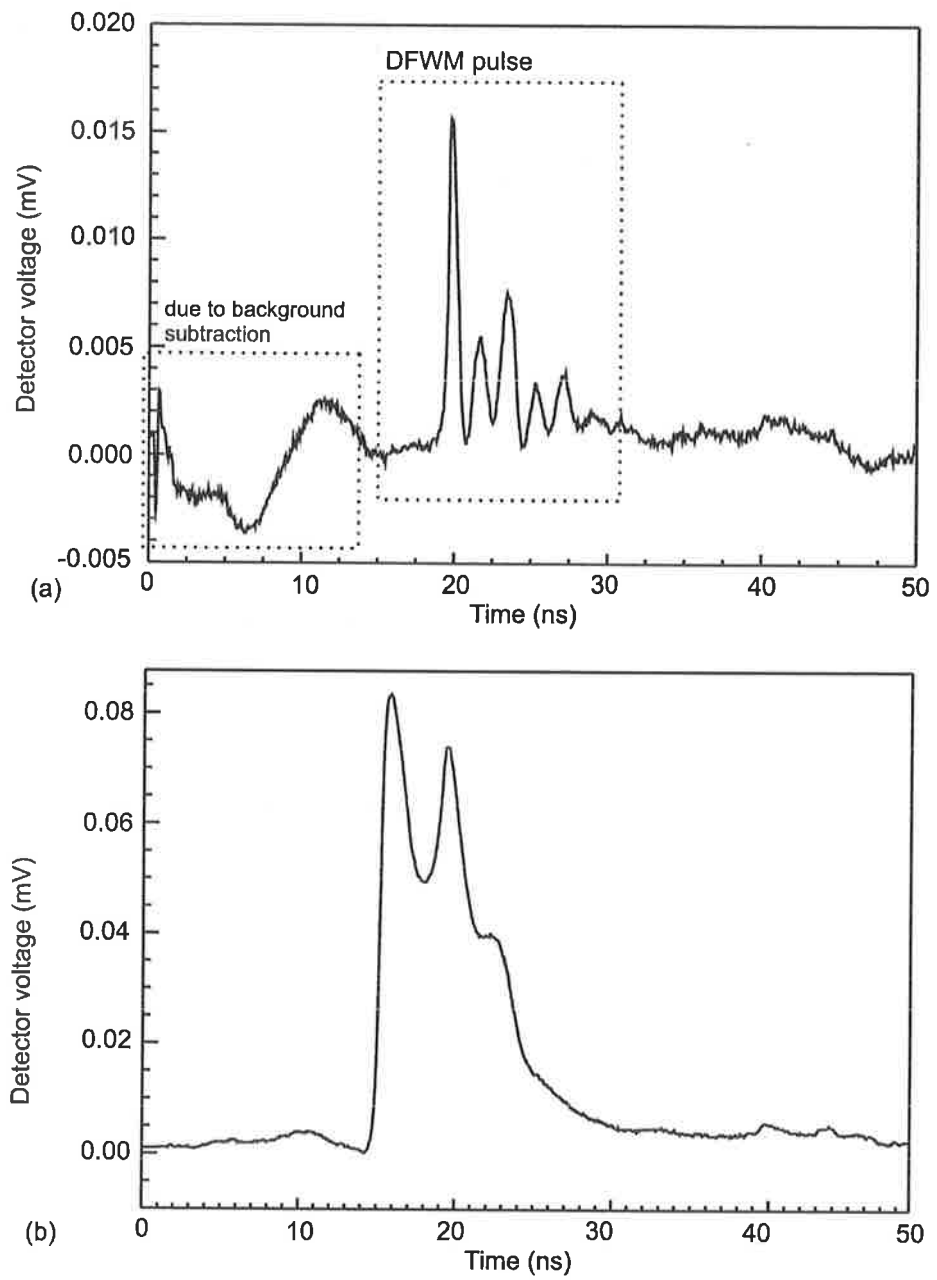 0.020
DFWM pulse
0.015
0.010
due to background
subtraction
0.005
0.000
-0.005
Detector voltage (mV)
0 10 20 30 40 50
(a)
Time (ns)
0.08
0.06
0.04
0.02
0.00
Detector voltage (mV)
0 10 20 30 40 50
(b)
Time (ns)